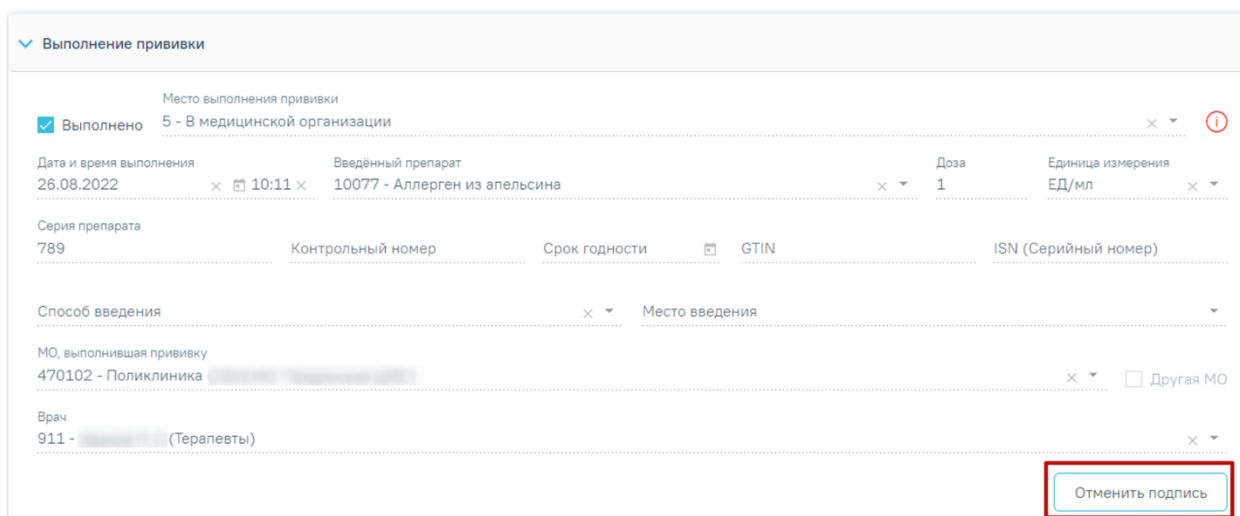 Выполнение прививки
Место выполнения прививки
Выполнено 5 - В медицинской организации
Дата и время выполнения Введённый препарат Доза Единица измерения
26.08.2022 10:11 10077 - Аллерген из апельсина 1 ЕД/мл
Серия препарата
789 Контрольный номер Срок годности GTIN ISN (Серийный номер)
Способ введения Место введения
МО, выполнившая прививку
470102 - Поликлиника Другая МО
Врач
911 - (Терапевты)
Отменить подпись